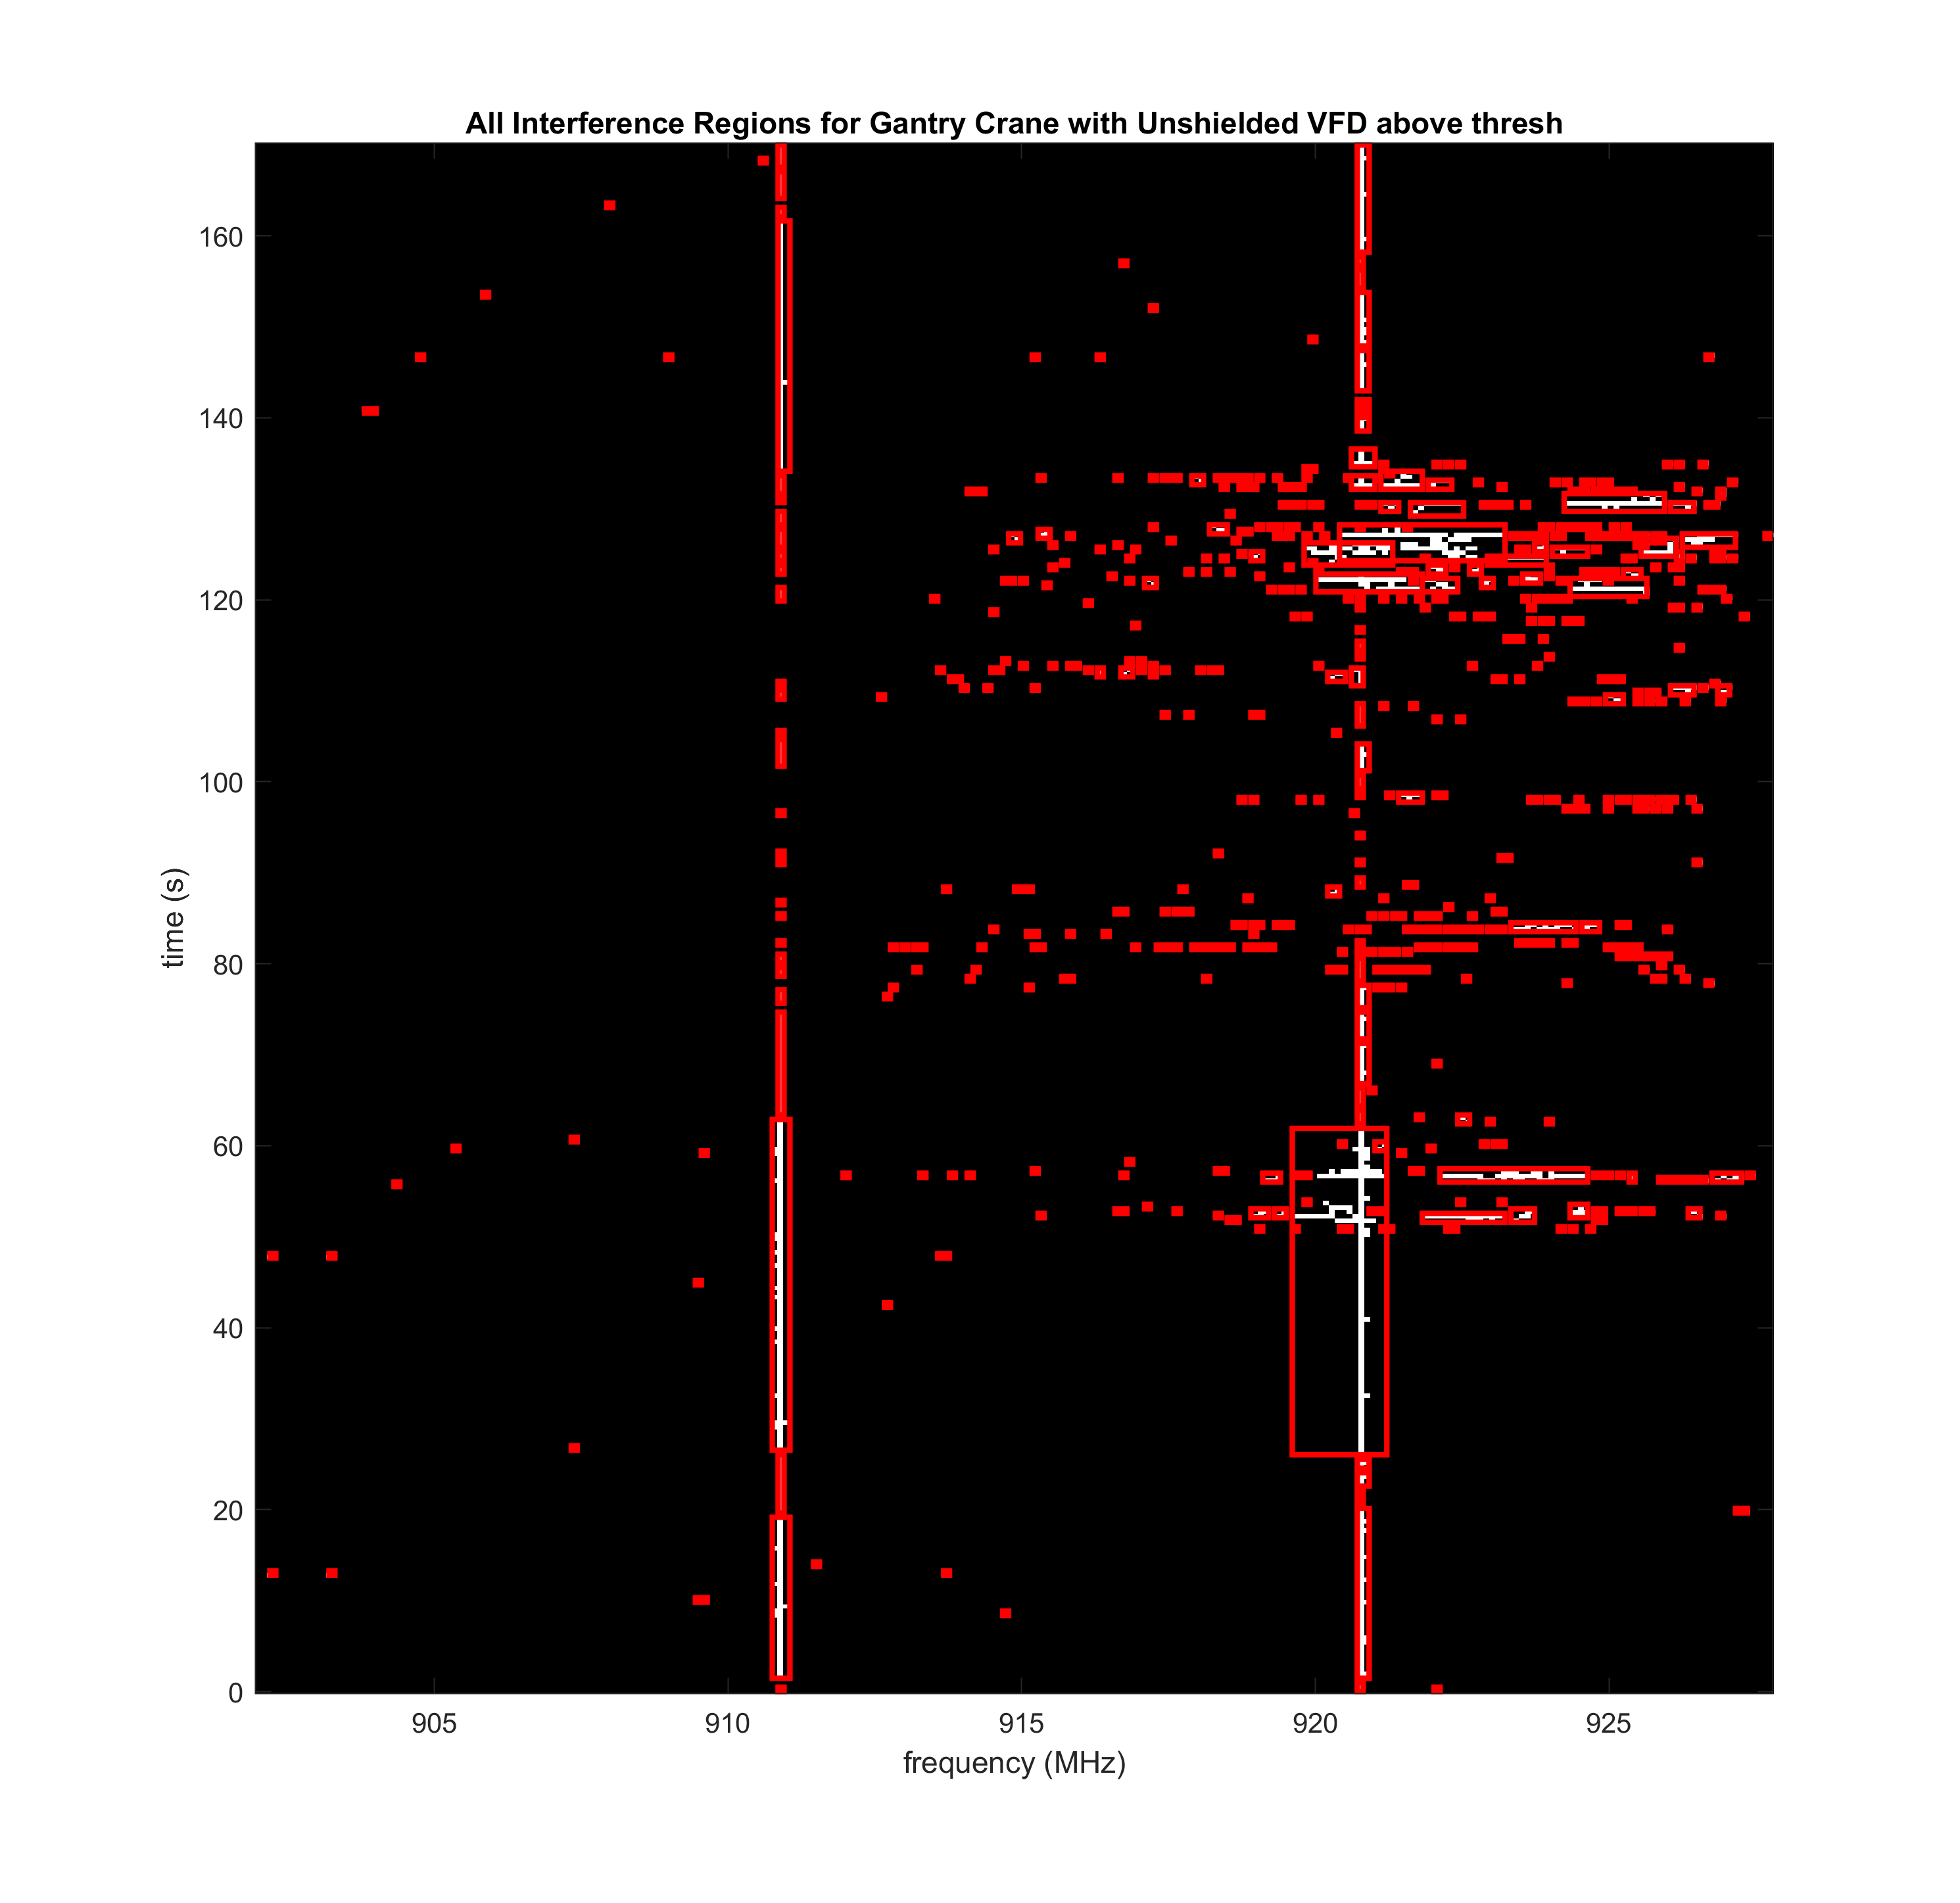 All Interference Regions for Gantry Crane with Unshielded VFD above thresh
160
140
120
100
80
60
40
20
0
time (s)
905 910 915 920 925
frequency (MHz)